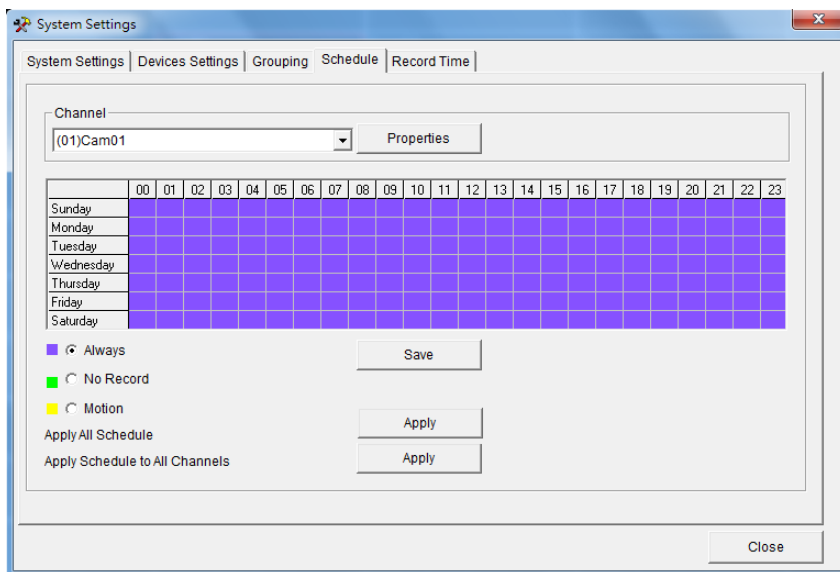 System Settings
System Settings Devices Settings Grouping Schedule Record Time
Channel
(01)Cam01 Properties
00 01 02 03 04 05 06 07 08 09 10 11 12 13 14 15 16 17 18 19 20 21 22 23
Sunday
Monday
Tuesday
Wednesday
Thursday
Friday
Saturday
Always Save
No Record
Motion
Apply All Schedule Apply
Apply Schedule to All Channels Apply
Close